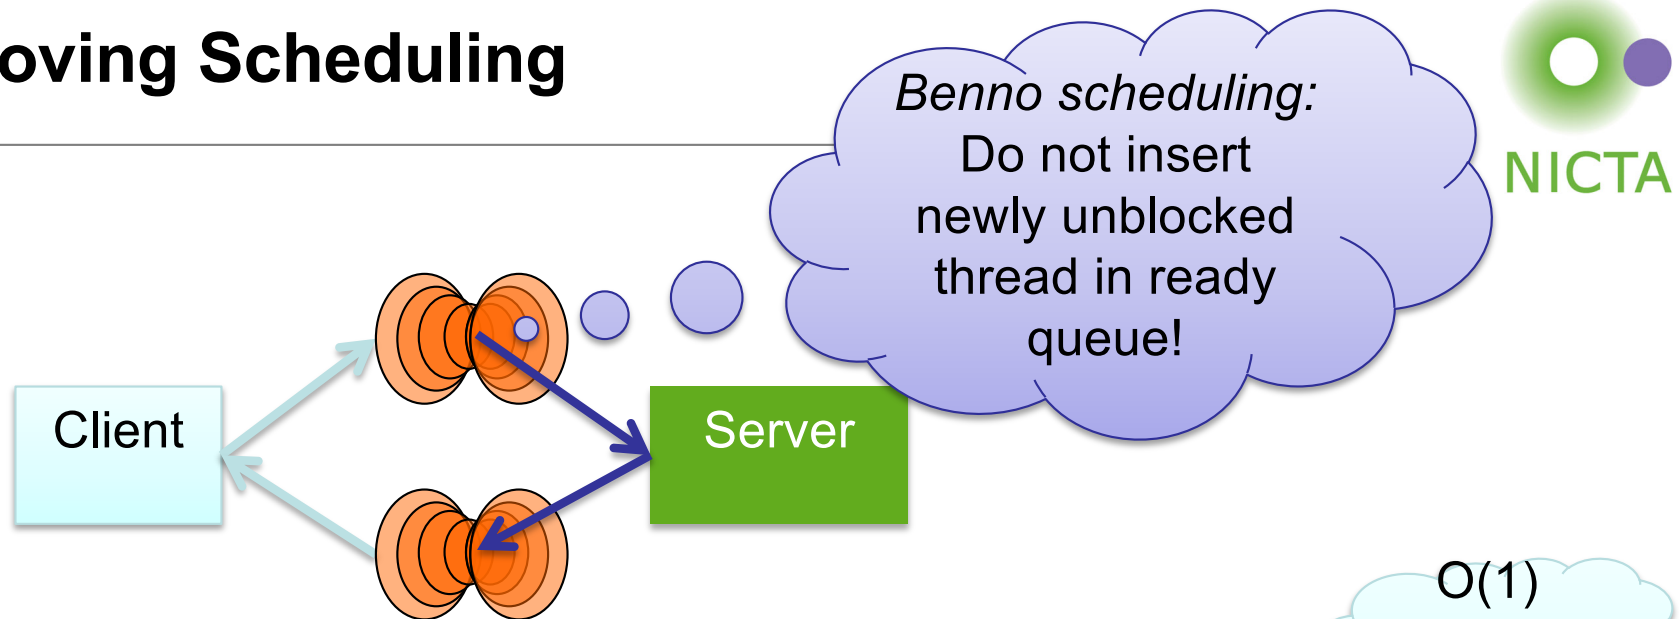 oving Scheduling
Benno scheduling:
Do not insert
newly unblocked
thread in ready
queue!
NICTA
Client
Server
O(1)